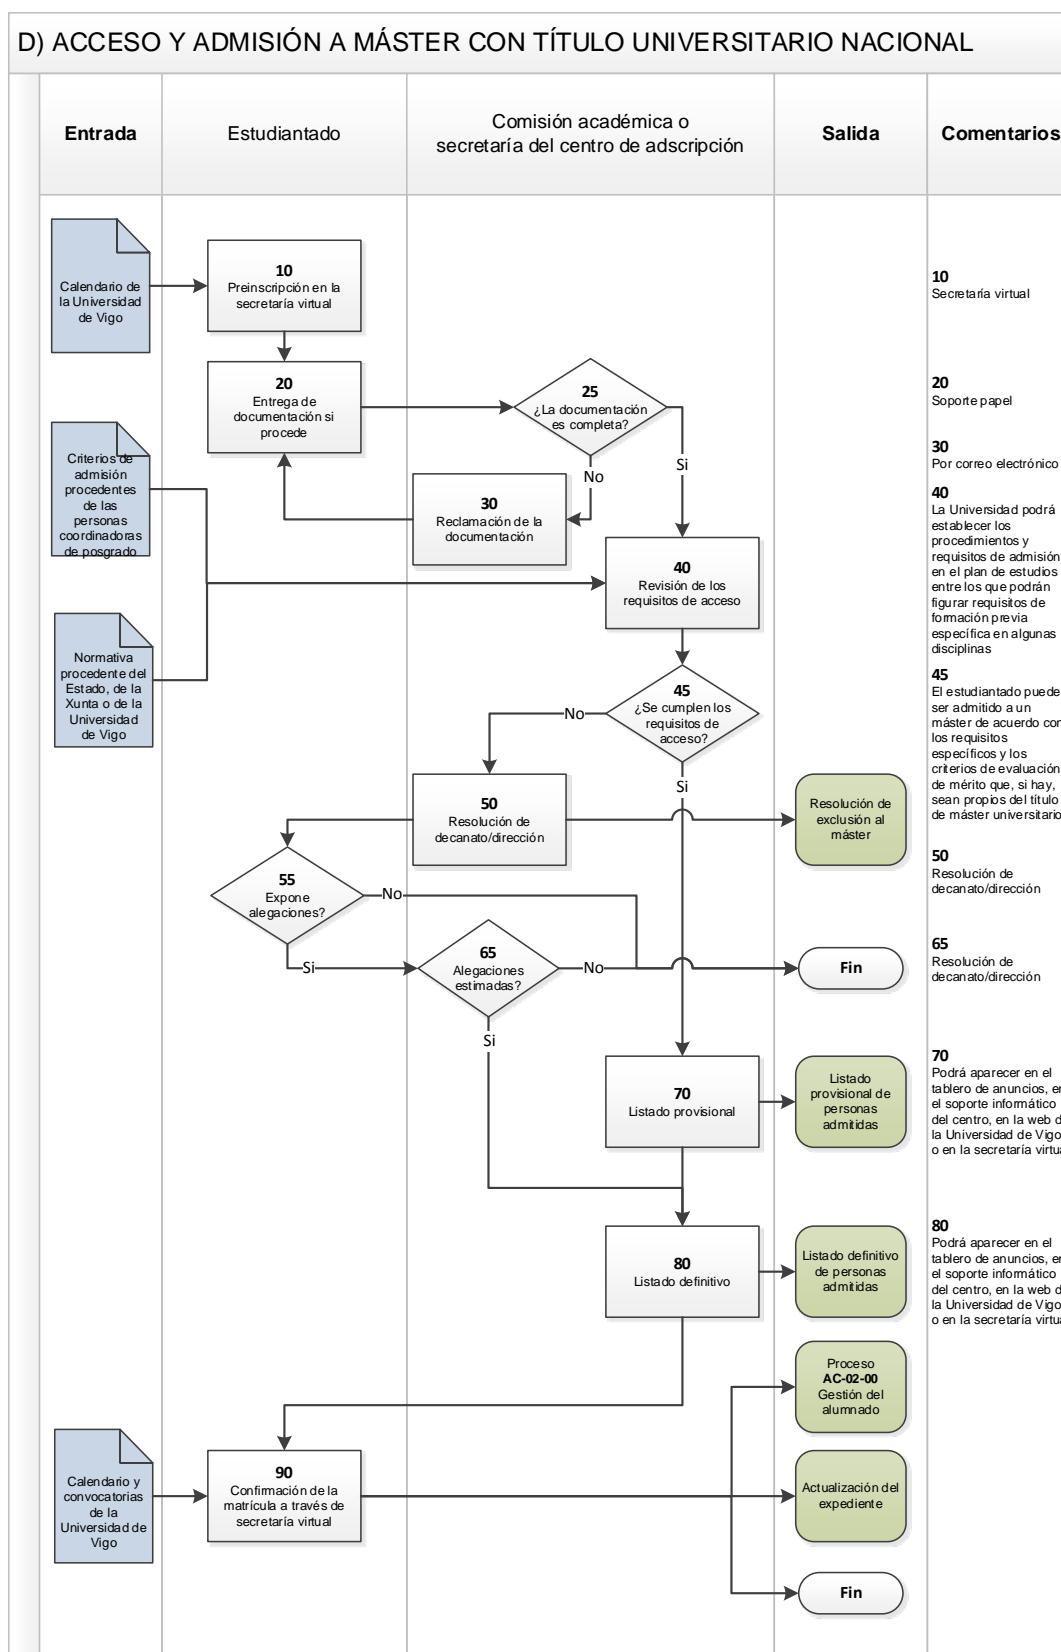 D) ACCESO Y ADMISIÓN A MÁSTER CON TÍTULO UNIVERSITARIO NACIONAL
Entrada
Estudiantado
Comisión académica o
secretaría del centro de adscripción
Salida
Comentarios
Calendario de
la Universidad
de Vigo
10
Preinscripción en la
secretaría virtual
10
Secretaría virtual
20
Entrega de
documentación si
procede
25
¿La documentación
es completa?
20
Soporte papel
Si
No
Criterios de
admisión
procedentes
de las
personas
coordinadoras
de posgrado
30
Reclamación de la
documentación
30
Por correo electrónico
40
Revisión de los
requisitos de acceso
40
La Universidad podrá
establecer los
procedimientos y
requisitos de admisión
en el plan de estudios
entre los que podrán
figurar requisitos de
formación previa
específica en algunas
disciplinas
Normativa
procedente del
Estado, de la
Xunta o de la
Universidad
de Vigo
45
¿Se cumplen los
requisitos de
acceso?
No
Si
45
El estudiantado puede
ser admitido a un
máster de acuerdo con
los requisitos
específicos y los
criterios de evaluación
de mérito que, si hay,
sean propios del título
de máster universitario
50
Resolución de
decanato/dirección
Resolución de
exclusión al
máster
50
Resolución de
decanato/dirección
55
Expone
alegaciones?
No
Si
65
Alegaciones
estimadas?
No
Si
Fin
65
Resolución de
decanato/dirección
70
Listado provisional
Listado
provisional de
personas
admitidas
70
Podrá aparecer en el
tablero de anuncios, en
el soporte informático
del centro, en la web d
la Universidad de Vigo
o en la secretaría virtua
80
Listado definitivo
Listado definitivo
de personas
admitidas
80
Podrá aparecer en el
tablero de anuncios, en
el soporte informático
del centro, en la web d
la Universidad de Vigo
o en la secretaría virtua
Proceso
AC-02-00
Gestión del
alumnado
Calendario y
convocatorias
de la
Universidad de
Vigo
90
Confirmación de la
matrícula a través de
secretaría virtual
Actualización del
expediente
Fin